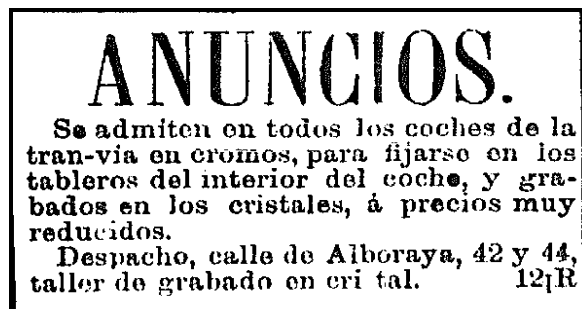 ANUNCIOS.
Se admiten en todos los coches de la
tran-via en cromos, para fijarse en los
tableros del interior del coche, y gra-
bados en los cristales, á precios muy
reducidos.
Despacho, calle de Alboraya, 42 y 44,
taller de grabado en cri tal. 12¡R